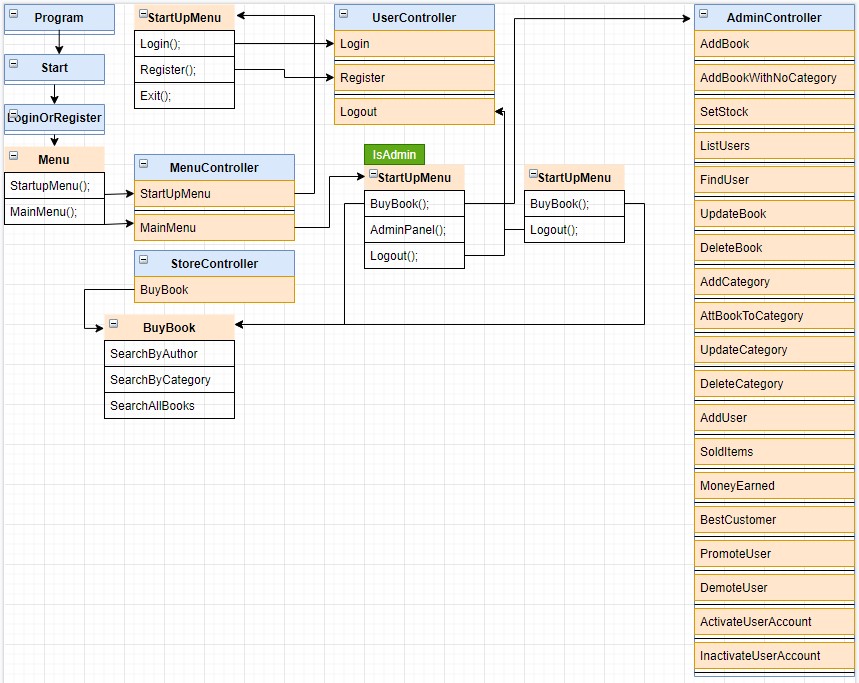 Program
Start
LoginOrRegister
Menu
StartupMenu();
MainMenu();
StartUpMenu
Login();
Register();
Exit();
MenuController
StartUpMenu
MainMenu
StoreController
BuyBook
BuyBook
SearchByAuthor
SearchByCategory
SearchAllBooks
UserController
Login
Register
Logout
IsAdmin
StartUpMenu
BuyBook();
AdminPanel();
Logout();
StartUpMenu
BuyBook();
Logout();
AdminController
AddBook
AddBookWithNoCategory
SetStock
ListUsers
FindUser
UpdateBook
DeleteBook
AddCategory
AttBookToCategory
UpdateCategory
DeleteCategory
AddUser
SoldItems
MoneyEarned
BestCustomer
PromoteUser
DemoteUser
ActivateUserAccount
InactivateUserAccount